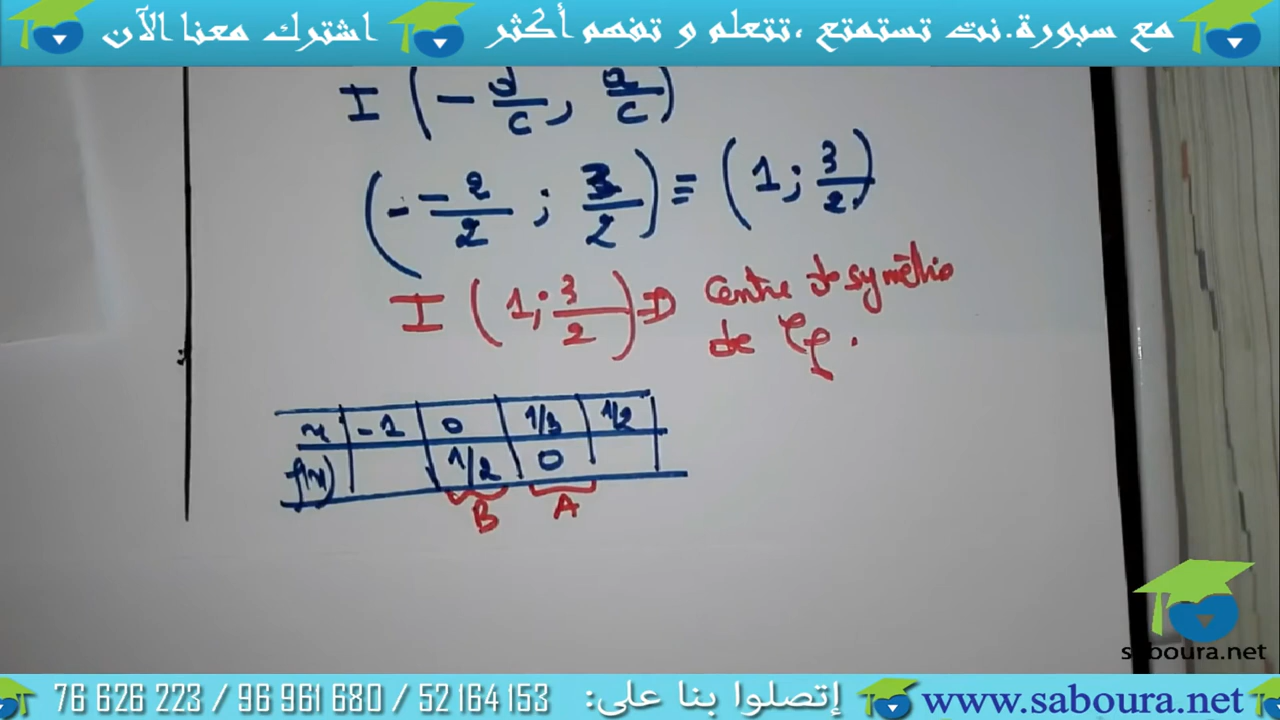 مع سبورة.نت تستمتع ،تتعلم و تفهم أكثر اشترك معنا الآن
I (-d/c, a/c)
(--2/2 ; 3/2) ≡ (1 ; 3/2)
I (1 ; 3/2) ⇒ Centre de symétrie
de ζf .
x | -1 | 0 | 1/3 | 1/2
f(x) | | 1/2 | 0 |
B A
saboura.net
76 626 223 / 96 961 680 / 52 164 153 إتصلوا بنا على: www.saboura.net